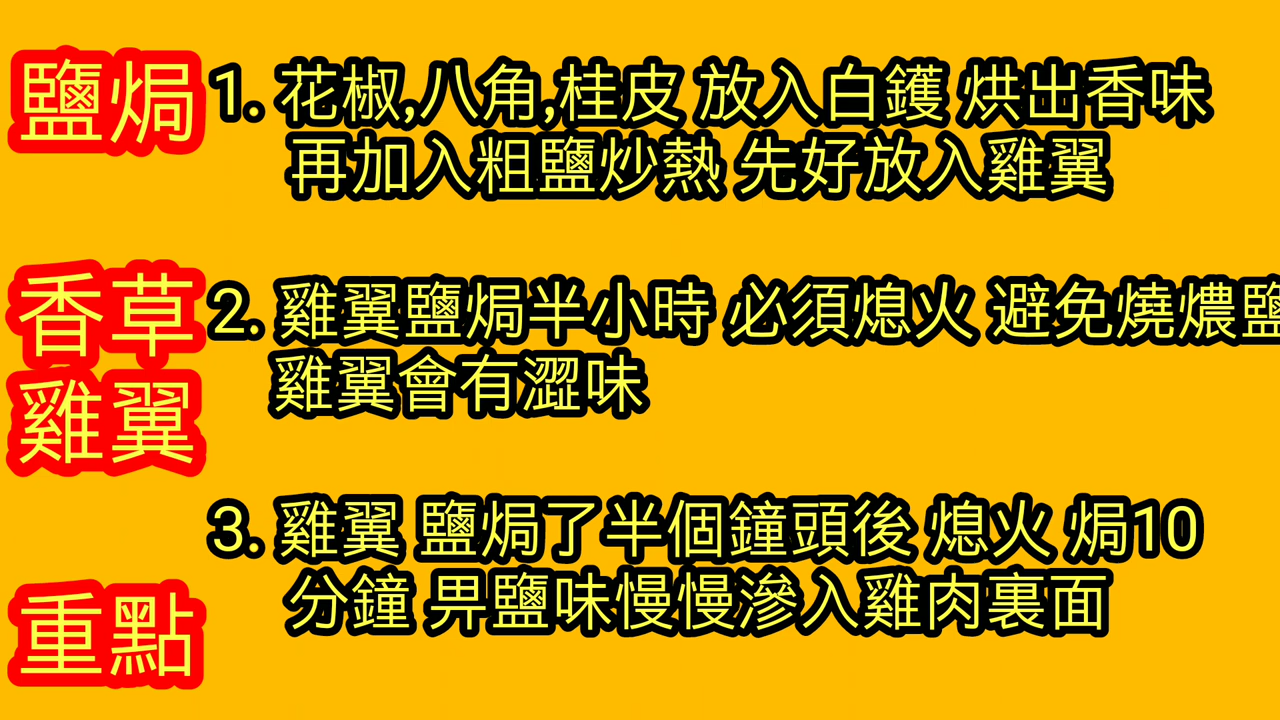 鹽焗
香草
雞翼
重點
1. 花椒,八角,桂皮 放入白鑊 烘出香味
再加入粗鹽炒熱 先好放入雞翼
2. 雞翼鹽焗半小時 必須熄火 避免燒燶鹽
雞翼會有澀味
3. 雞翼 鹽焗了半個鐘頭後 熄火 焗10
分鐘 畀鹽味慢慢滲入雞肉裏面